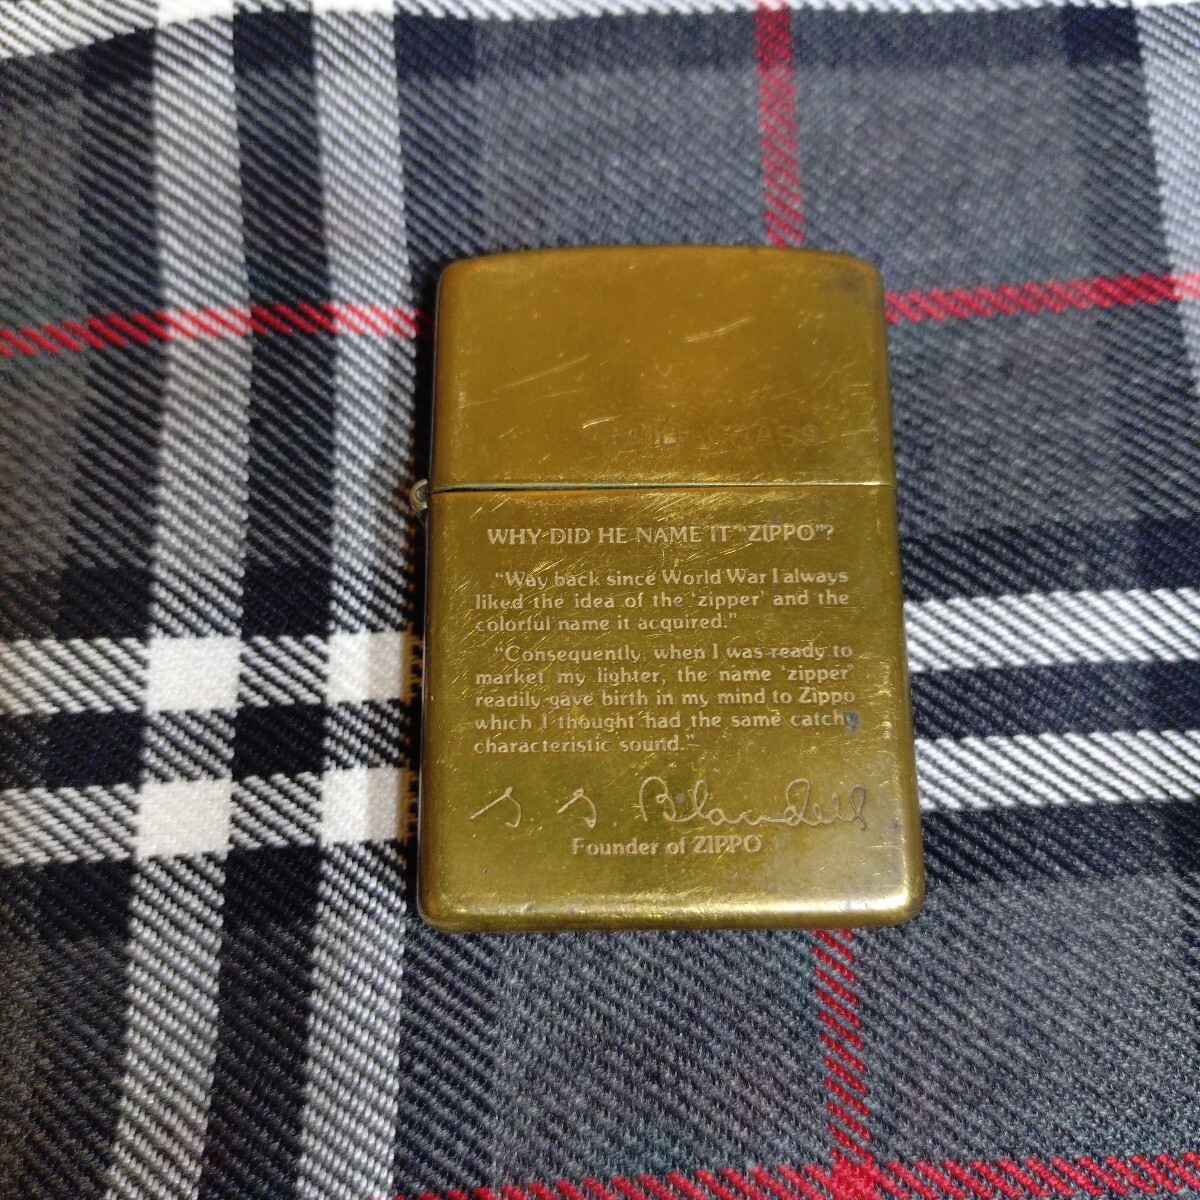 WHY DID HE NAME IT "ZIPPO"?
"Way back since World War I always
liked the idea of the 'zipper' and the
colorful name it acquired."
"Consequently, when I was ready to
market my lighter, the name 'zipper'
readily gave birth in my mind to Zippo
which I thought had the same catchy
characteristic sound."
G G Blaisdell
Founder of ZIPPO